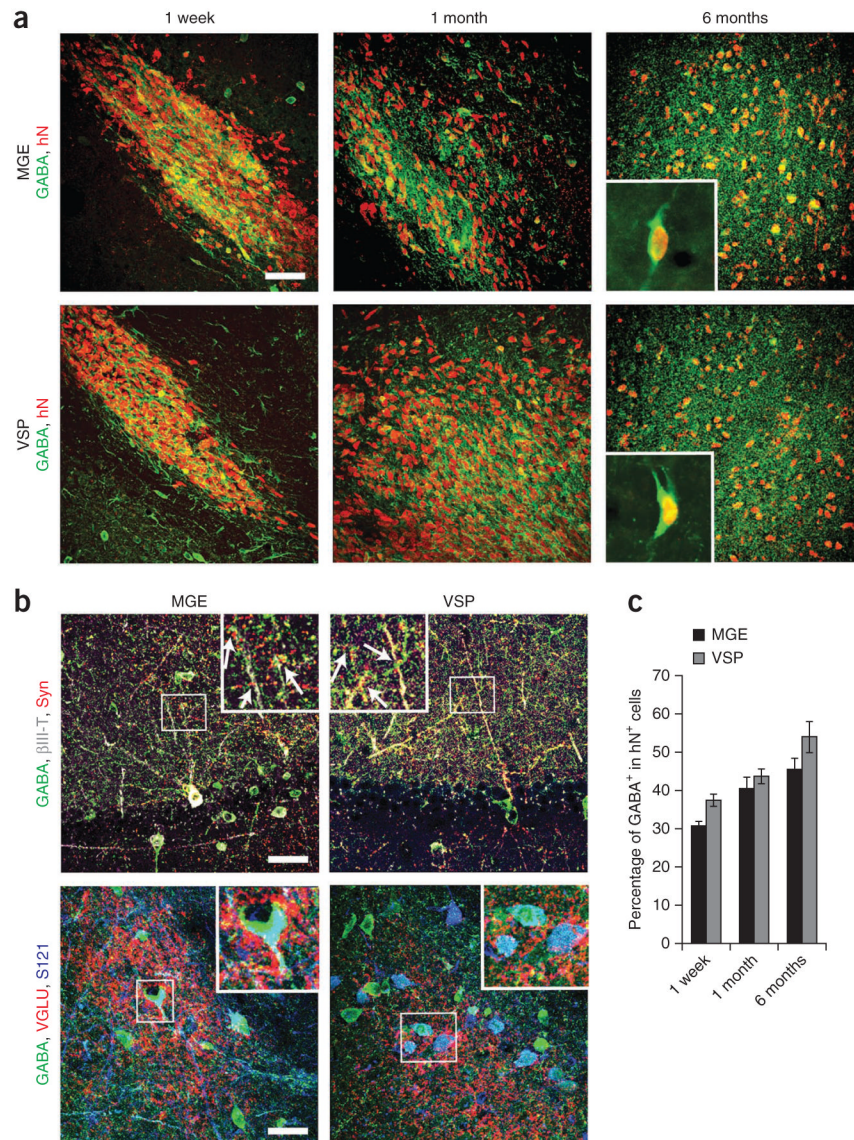 a
1 week
1 month
6 months
MGE
GABA, hN
VSP
GABA, hN
b
MGE
VSP
GABA, βIII-T, Syn
GABA, VGLU, S121
c
MGE
VSP
Percentage of GABA⁺ in hN⁺ cells
70
60
50
40
30
20
10
0
1 week
1 month
6 months